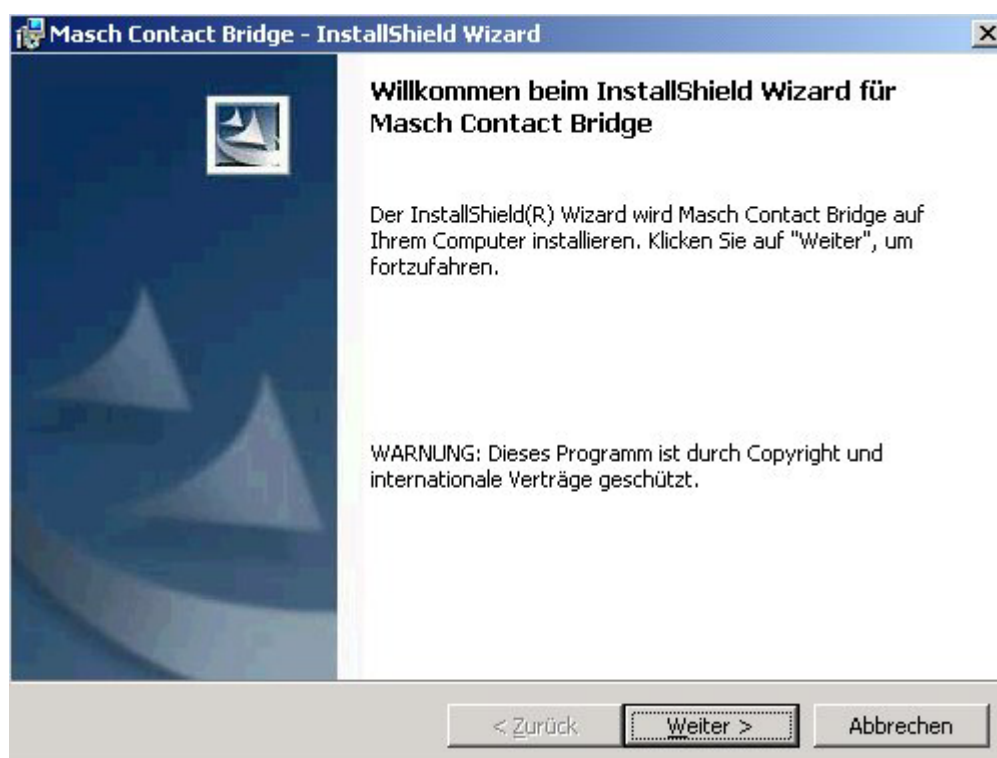 Masch Contact Bridge - InstallShield Wizard
Willkommen beim InstallShield Wizard für
Masch Contact Bridge
Der InstallShield(R) Wizard wird Masch Contact Bridge auf
Ihrem Computer installieren. Klicken Sie auf "Weiter", um
fortzufahren.
WARNUNG: Dieses Programm ist durch Copyright und
internationale Verträge geschützt.
< Zurück
Weiter >
Abbrechen